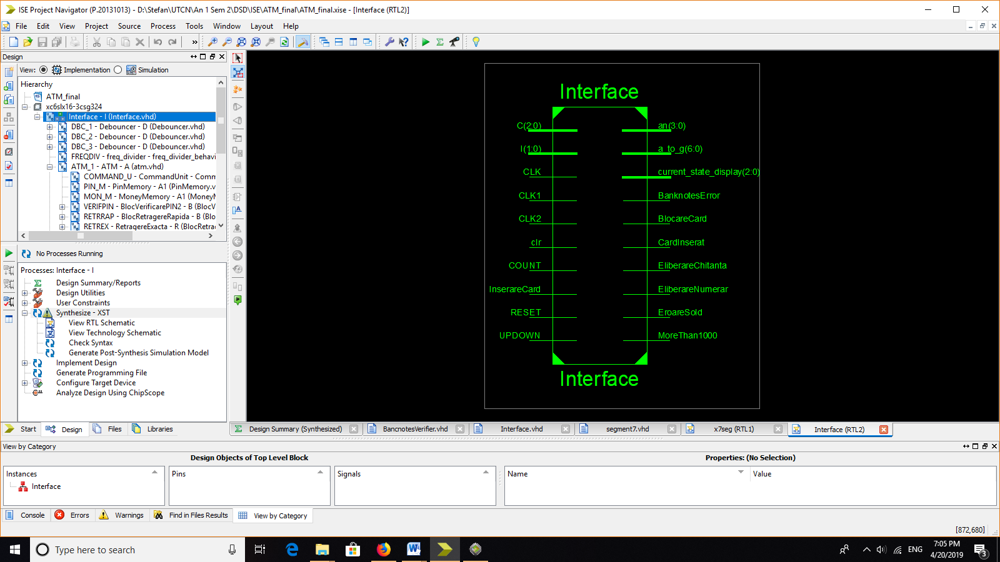 ISE Project Navigator (P.20131013) - D:\Stefan\UTCN\An 1 Sem 2\DSD\ISE\ATM_final\ATM_final.xise - [Interface (RTL2)]
File Edit View Project Source Process Tools Window Layout Help
Design
View: Implementation Simulation
Hierarchy
ATM_final
xc6slx16-3csg324
Interface - I (Interface.vhd)
DBC_1 - Debouncer - D (Debouncer.vhd)
DBC_2 - Debouncer - D (Debouncer.vhd)
DBC_3 - Debouncer - D (Debouncer.vhd)
FREQDIV - freq_divider - freq_divider_behavi
ATM_1 - ATM - A (atm.vhd)
COMMAND_U - CommandUnit - Comm
PIN_M - PinMemory - A1 (PinMemory.v
MON_M - MoneyMemory - A1 (MoneyM
VERIFPIN - BlocVerificarePIN2 - B (BlocV
RETRRAP - BlocRetragereRapida - B (Bloc
RETREX - RetragereExacta - R (BlocRetrag
No Processes Running
Processes: Interface - I
Design Summary/Reports
Design Utilities
User Constraints
Synthesize - XST
View RTL Schematic
View Technology Schematic
Check Syntax
Generate Post-Synthesis Simulation Model
Implement Design
Generate Programming File
Configure Target Device
Analyze Design Using ChipScope
Start Design Files Libraries
Interface
C(2:0) an(3:0)
I(1:0) a_to_g(6:0)
CLK current_state_display(2:0)
CLK1 BanknotesError
CLK2 BlocareCard
clr CardInserat
COUNT EliberareChitanta
InserareCard EliberareNumerar
RESET EroareSold
UPDOWN MoreThan1000
Interface
Design Summary (Synthesized) BancnotesVerifier.vhd Interface.vhd segment7.vhd x7seg (RTL1) Interface (RTL2)
View by Category
Design Objects of Top Level Block Properties: (No Selection)
Instances Pins Signals Name Value
Interface
Console Errors Warnings Find in Files Results View by Category
[872,680]
Type here to search ENG 7:05 PM
4/20/2019
3